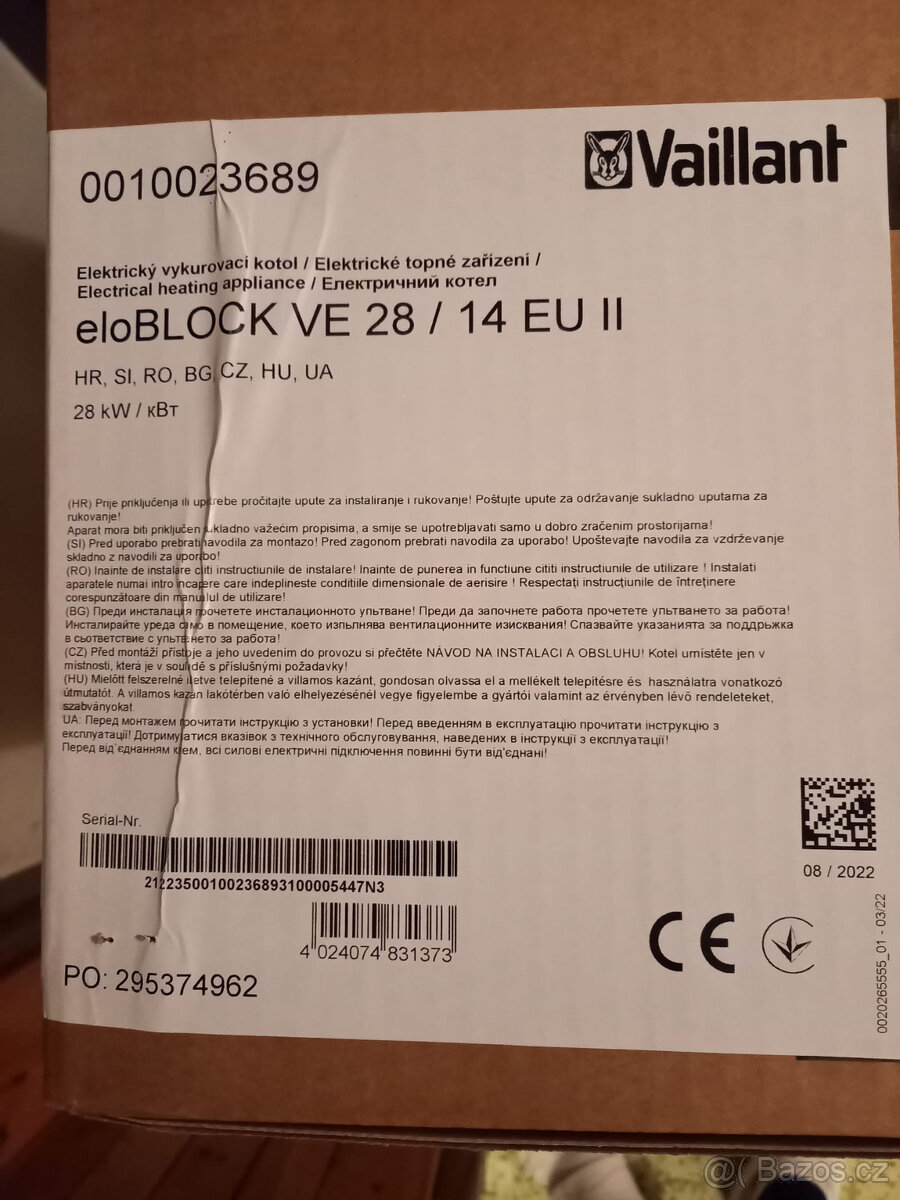 0010023689
Vaillant
Elektrický vykurovací kotol / Elektrické topné zařízení /
Electrical heating appliance / Електричний котел
eloBLOCK VE 28 / 14 EU II
HR, SI, RO, BG, CZ, HU, UA
28 kW / кВт
(HR) Prije priključenja ili upotrebe pročitajte upute za instaliranje i rukovanje! Poštujte upute za održavanje sukladno uputama za
rukovanje!
Aparat mora biti priključen sukladno važećim propisima, a smije se upotrebljavati samo u dobro zračenim prostorijama!
(SI) Pred uporabo prebrati navodila za montazo! Pred zagonom prebrati navodila za uporabo! Upoštevajte navodila za vzdrževanje
skladno z navodili za uporabo!
(RO) Inainte de instalare cititi instructiunile de instalare! Inainte de punerea in functiune cititi instructiunile de utilizare ! Instalati
aparatele numai intro incapere care indeplineste conditiile dimensionale de aerisire ! Respectați instrucțiunile de întreținere
corespunzătoare din manualul de utilizare!
(BG) Преди инсталация прочетете инсталационното упътване! Преди да започнете работа прочетете упътването за работа!
Инсталирайте уреда само в помещение, което изпълнява вентилационните изисквания! Спазвайте указанията за поддръжка
в съответствие с упътването за работа!
(CZ) Před montáží přístroje a jeho uvedením do provozu si přečtěte NÁVOD NA INSTALACI A OBSLUHU! Kotel umistěte jen v
místnosti, která je v souladě s příslušnými požadavky!
(HU) Mielött felszerelné illetve telepítené a villamos kazánt, gondosan olvassa el a mellékelt telepítésre és használatra vonatkozó
útmutatót. A villamos kazán lakótérben való elhelyezésénél vegye figyelembe a gyártói valamint az érvényben lévö rendeleteket,
szabványokat
UA: Перед монтажем прочитати інструкцію з установки! Перед введенням в експлуатацію прочитати інструкцію з
експлуатації! Дотримуватися вказівок з технічного обслуговування, наведених в інструкції з експлуатації!
Перед від'єднанням клем, всі силові електричні підключення повинні бути від'єднані!
Serial-Nr.
21223500100236893100005447N3
4 024074 831373
PO: 295374962
08 / 2022
CE
0020265555_01 - 03/22
@( Bazos.cz